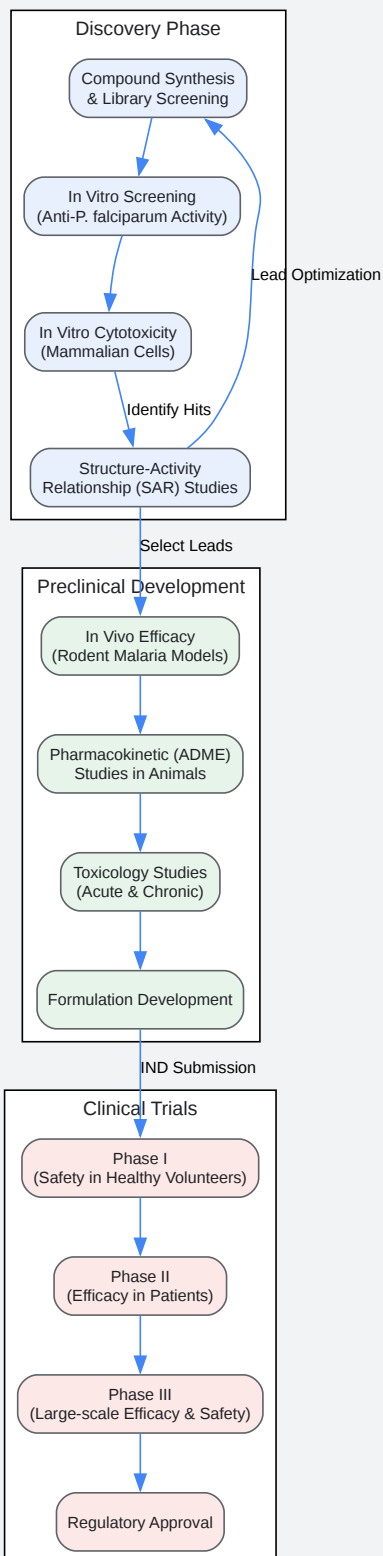 Discovery Phase
Compound Synthesis
& Library Screening
In Vitro Screening
(Anti-P. falciparum Activity)
Lead Optimization
In Vitro Cytotoxicity
(Mammalian Cells)
Identify Hits
Structure-Activity
Relationship (SAR) Studies
Select Leads
Preclinical Development
In Vivo Efficacy
(Rodent Malaria Models)
Pharmacokinetic (ADME)
Studies in Animals
Toxicology Studies
(Acute & Chronic)
Formulation Development
IND Submission
Clinical Trials
Phase I
(Safety in Healthy Volunteers)
Phase II
(Efficacy in Patients)
Phase III
(Large-scale Efficacy & Safety)
Regulatory Approval